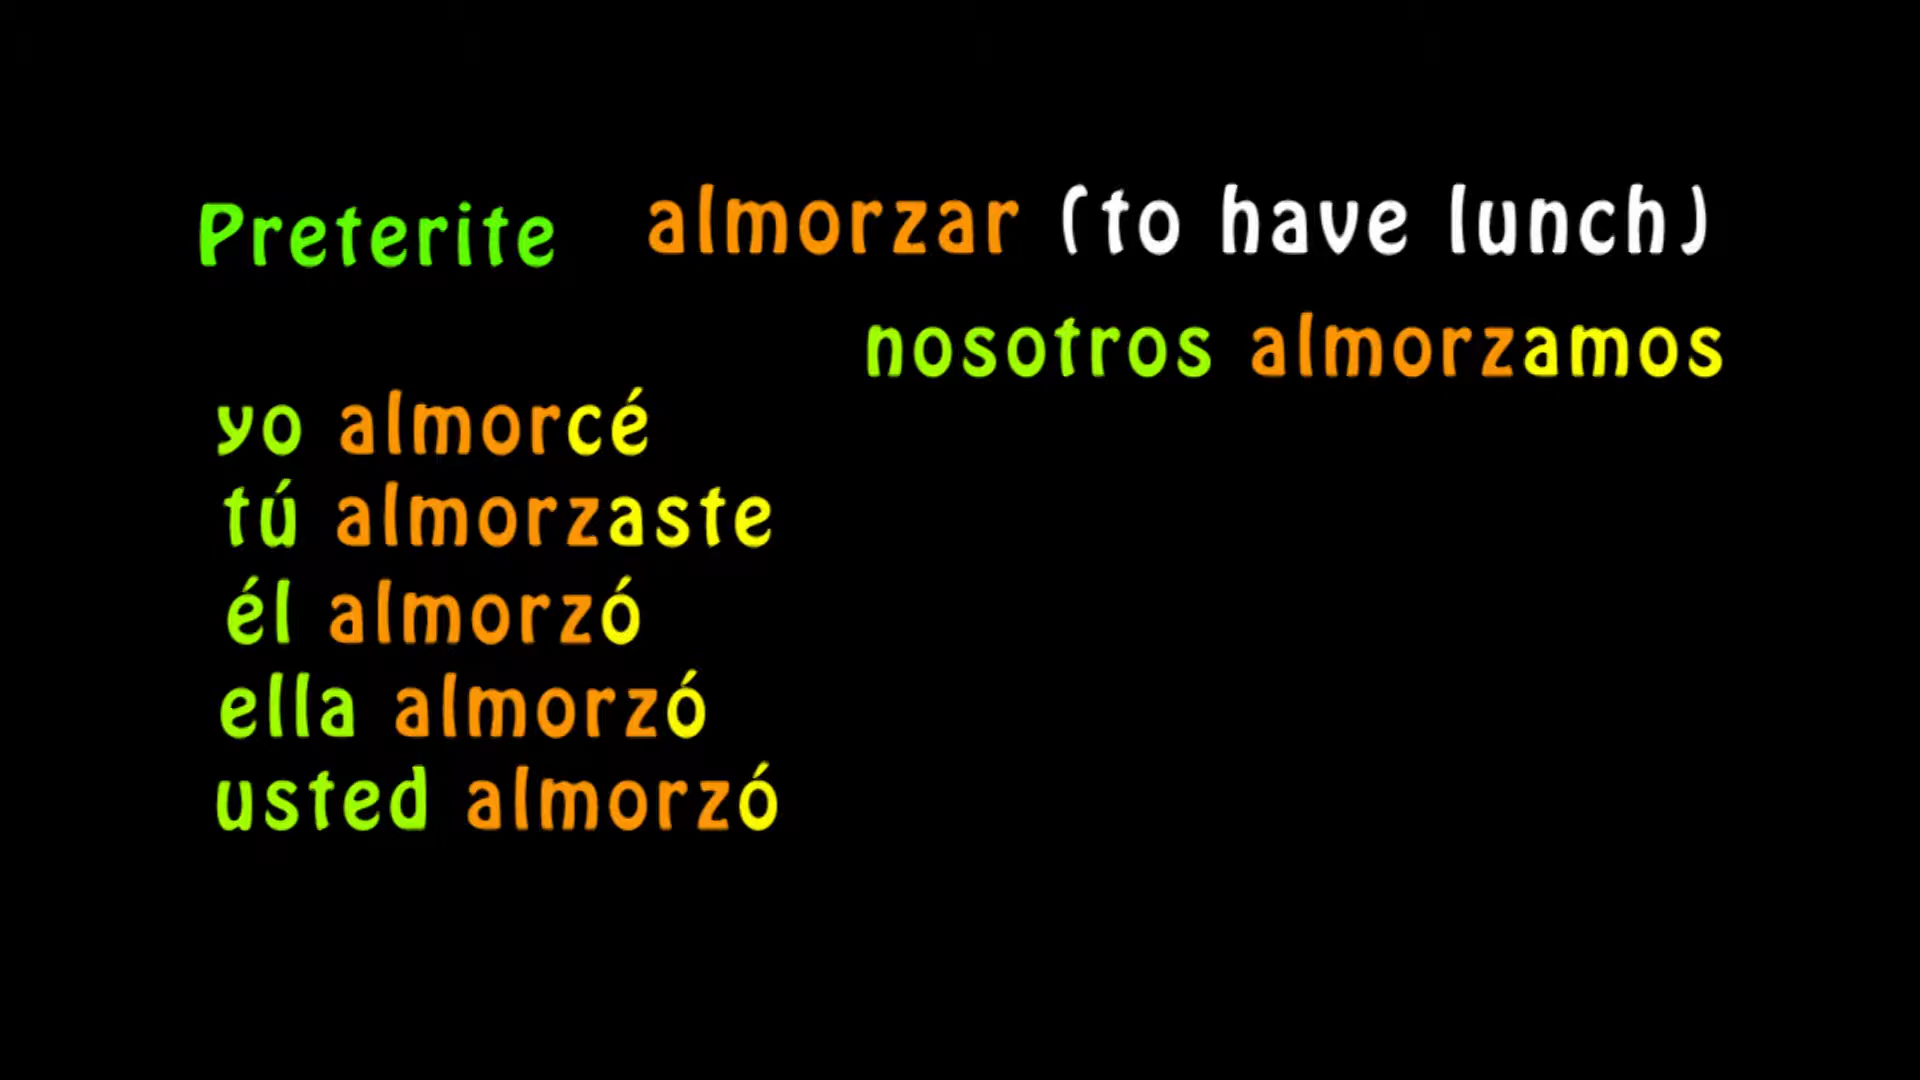 Preterite almorzar (to have lunch)
nosotros almorzamos
yo almorcé
tú almorzaste
él almorzó
ella almorzó
usted almorzó